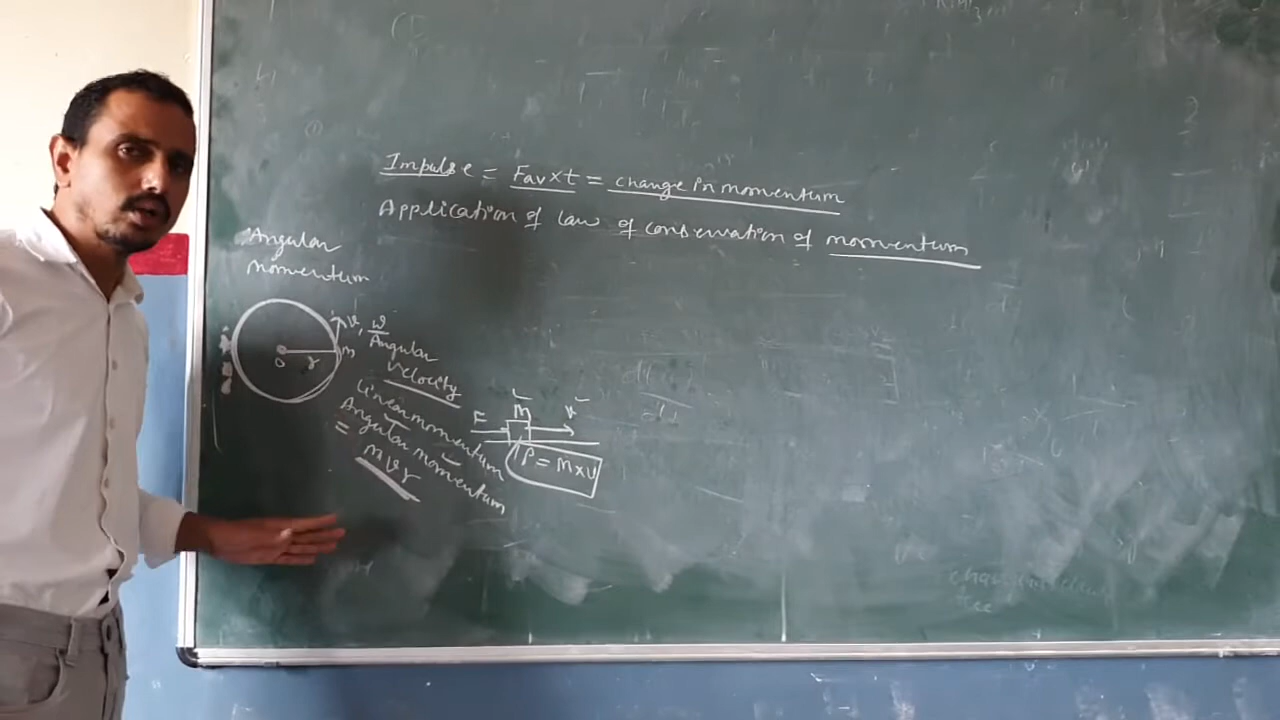 Impulse = Fav×t = change in momentum
Application of law of conservation of momentum
Angular
momentum
v, ω
Angular
velocity
O r m
Linear momentum
Angular momentum
= mvr
F m v
P = m×v